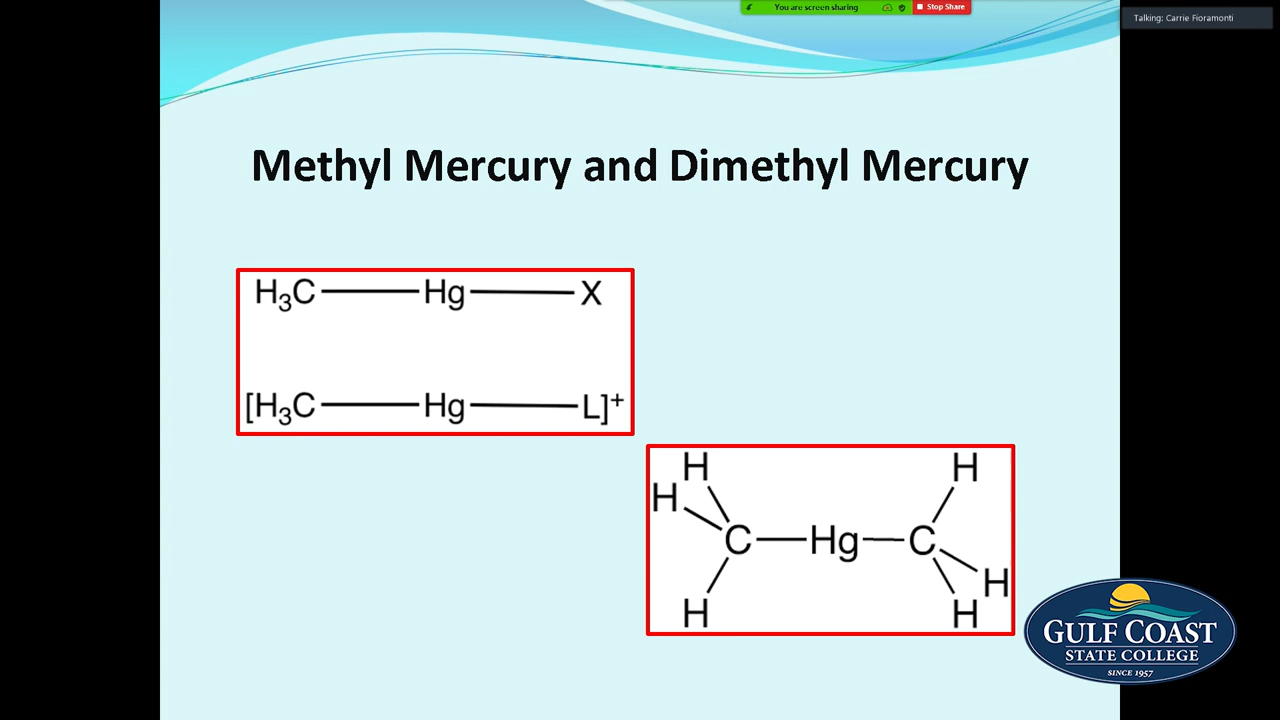 You are screen sharing
Stop Share
Talking: Carrie Fioramonti
Methyl Mercury and Dimethyl Mercury
H₃C Hg X
[H₃C Hg L]⁺
H H
H
C Hg C
H
H H
GULF COAST
STATE COLLEGE
SINCE 1957